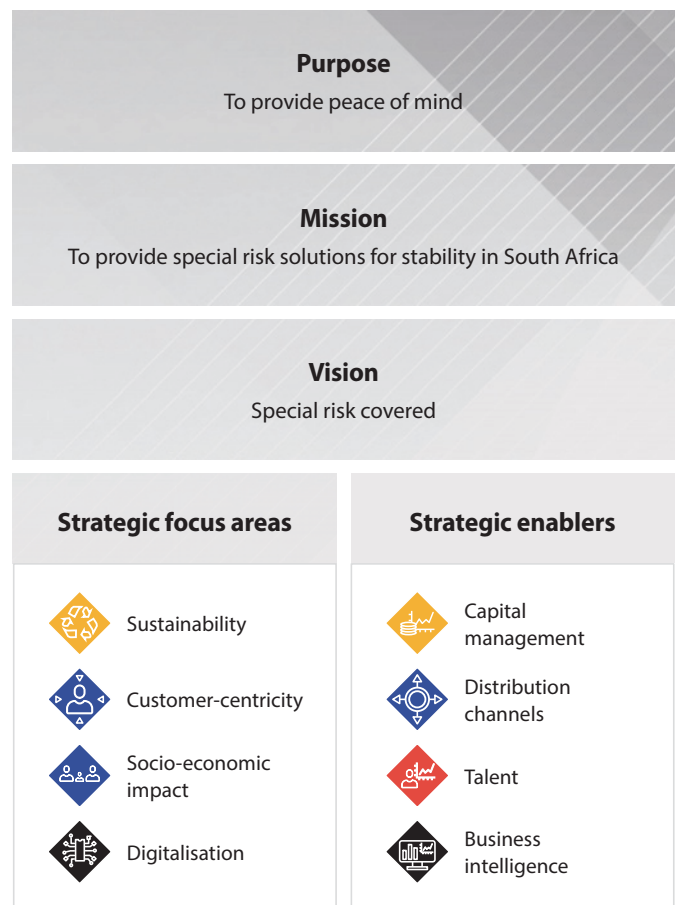 Purpose
To provide peace of mind
Mission
To provide special risk solutions for stability in South Africa
Vision
Special risk covered
Strategic focus areas
Sustainability
Customer-centricity
Socio-economic
impact
Digitalisation
Strategic enablers
Capital
management
Distribution
channels
Talent
Business
intelligence